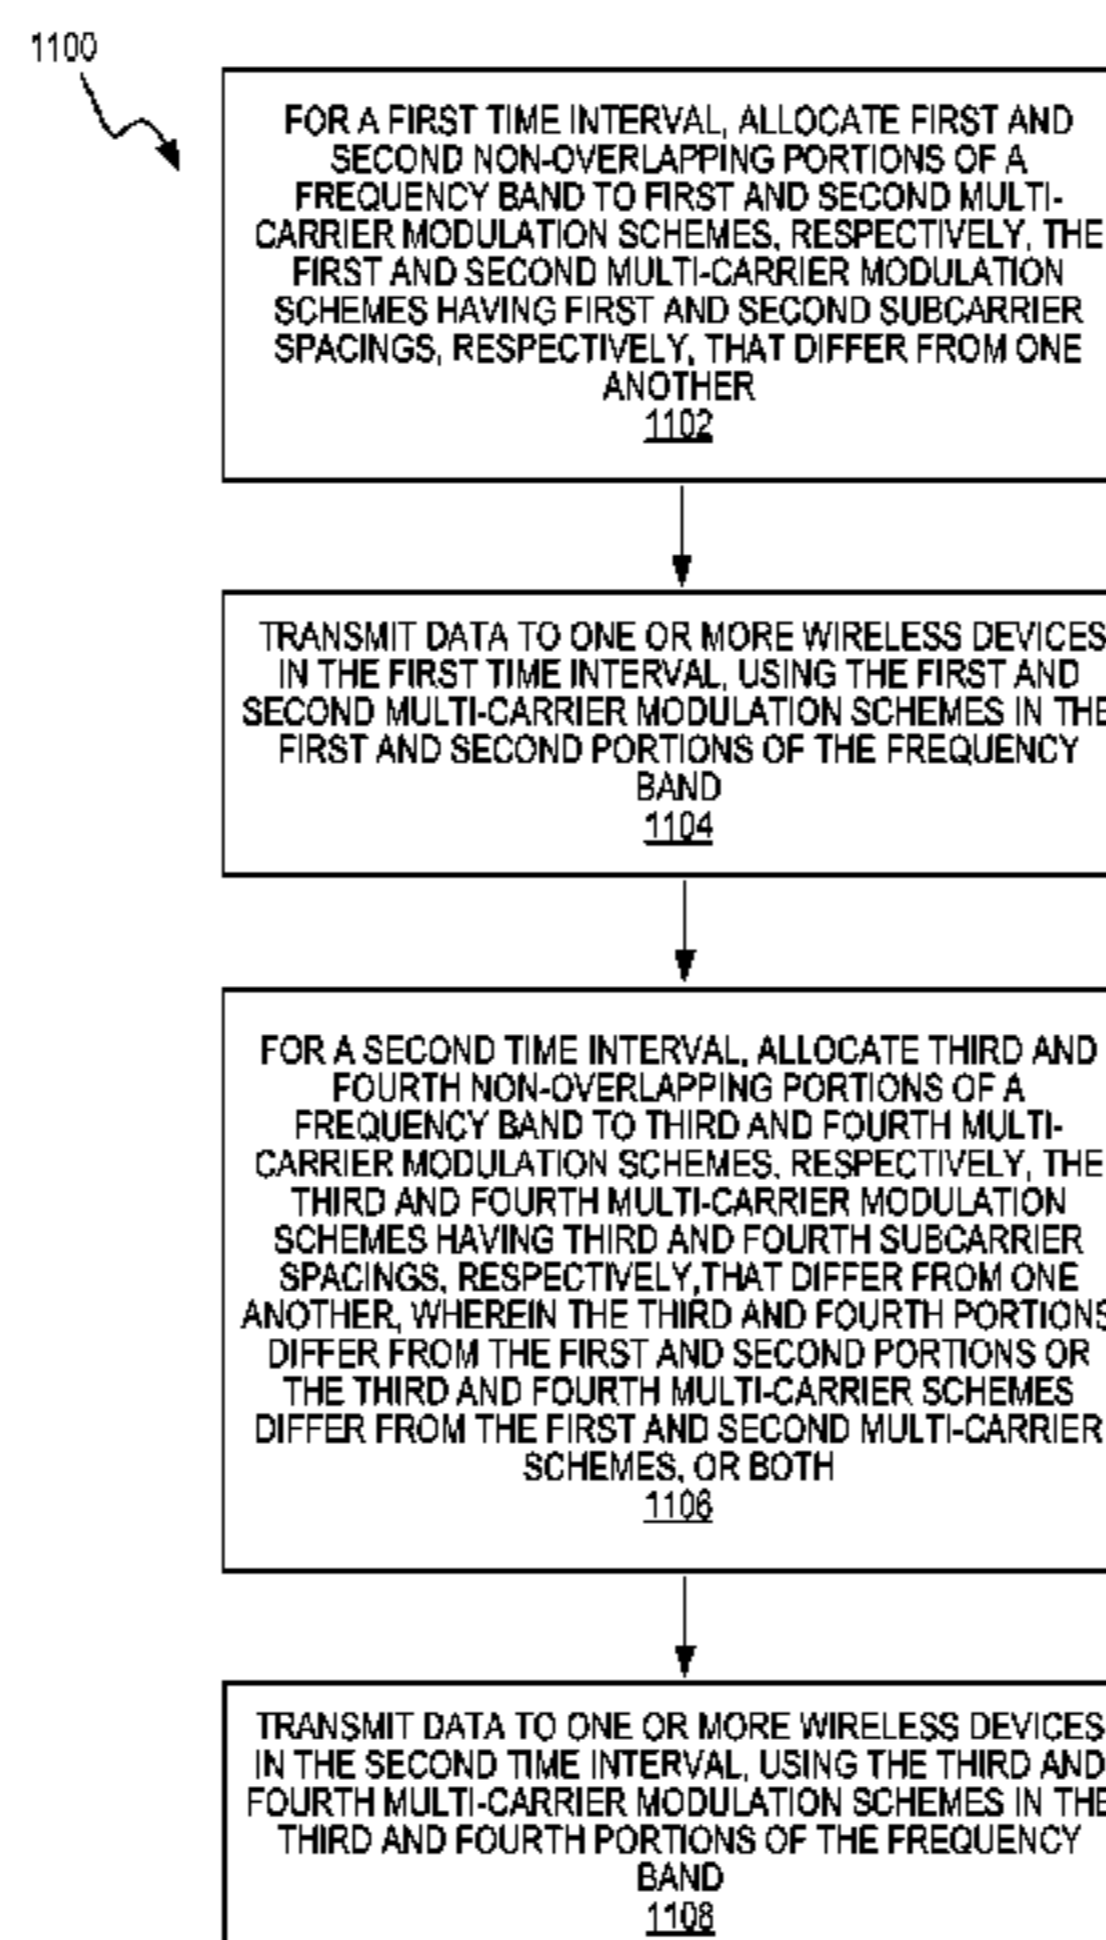 1100
FOR A FIRST TIME INTERVAL, ALLOCATE FIRST AND
SECOND NON-OVERLAPPING PORTIONS OF A
FREQUENCY BAND TO FIRST AND SECOND MULTI-
CARRIER MODULATION SCHEMES, RESPECTIVELY, THE
FIRST AND SECOND MULTI-CARRIER MODULATION
SCHEMES HAVING FIRST AND SECOND SUBCARRIER
SPACINGS, RESPECTIVELY, THAT DIFFER FROM ONE
ANOTHER
1102
TRANSMIT DATA TO ONE OR MORE WIRELESS DEVICES
IN THE FIRST TIME INTERVAL, USING THE FIRST AND
SECOND MULTI-CARRIER MODULATION SCHEMES IN THE
FIRST AND SECOND PORTIONS OF THE FREQUENCY
BAND
1104
FOR A SECOND TIME INTERVAL, ALLOCATE THIRD AND
FOURTH NON-OVERLAPPING PORTIONS OF A
FREQUENCY BAND TO THIRD AND FOURTH MULTI-
CARRIER MODULATION SCHEMES, RESPECTIVELY, THE
THIRD AND FOURTH MULTI-CARRIER MODULATION
SCHEMES HAVING THIRD AND FOURTH SUBCARRIER
SPACINGS, RESPECTIVELY,THAT DIFFER FROM ONE
ANOTHER, WHEREIN THE THIRD AND FOURTH PORTIONS
DIFFER FROM THE FIRST AND SECOND PORTIONS OR
THE THIRD AND FOURTH MULTI-CARRIER SCHEMES
DIFFER FROM THE FIRST AND SECOND MULTI-CARRIER
SCHEMES, OR BOTH
1106
TRANSMIT DATA TO ONE OR MORE WIRELESS DEVICES
IN THE SECOND TIME INTERVAL, USING THE THIRD AND
FOURTH MULTI-CARRIER MODULATION SCHEMES IN THE
THIRD AND FOURTH PORTIONS OF THE FREQUENCY
BAND
1108